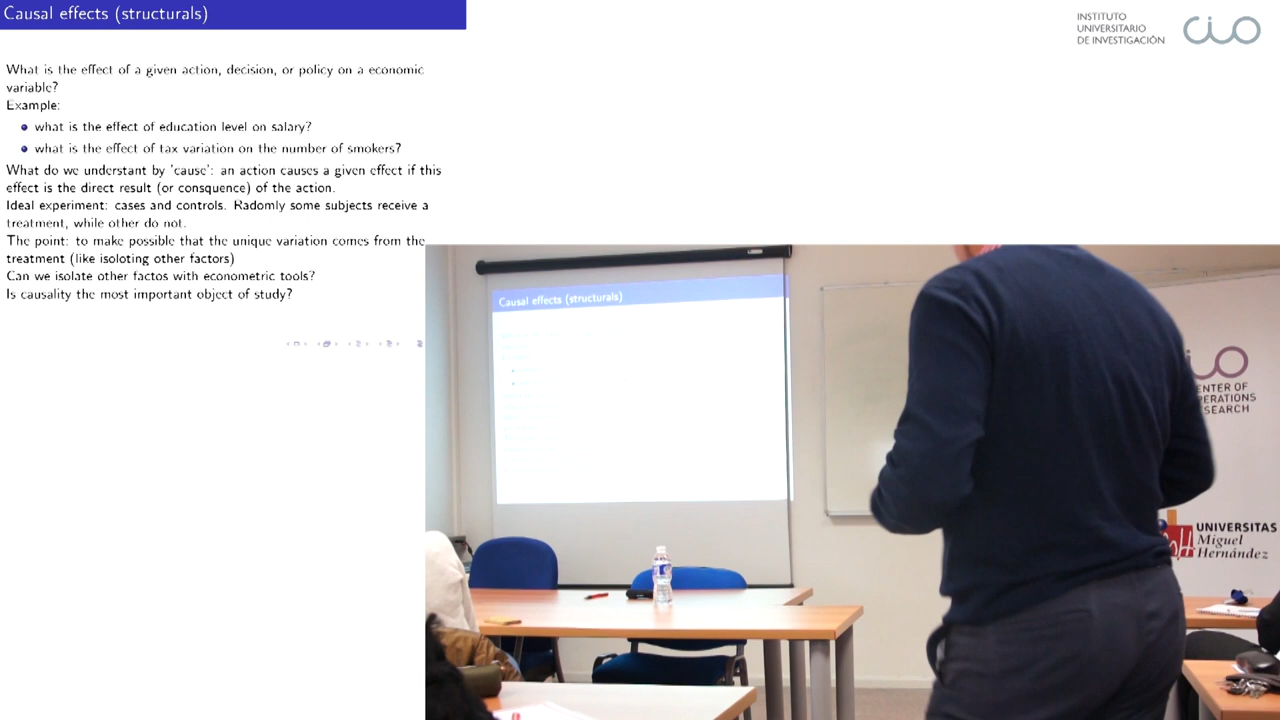 Causal effects (structurals)
INSTITUTO
UNIVERSITARIO
DE INVESTIGACIÓN
cio
What is the effect of a given action, decision, or policy on a economic
variable?
Example:
what is the effect of education level on salary?
what is the effect of tax variation on the number of smokers?
What do we understant by 'cause': an action causes a given effect if this
effect is the direct result (or consquence) of the action.
Ideal experiment: cases and controls. Radomly some subjects receive a
treatment, while other do not.
The point: to make possible that the unique variation comes from the
treatment (like isoloting other factors)
Can we isolate other factos with econometric tools?
Is causality the most important object of study?
Causal effects (structurals)
IO
ENTER OF
PERATIONS
SEARCH
UNIVERSITAS
Miguel
Hernández